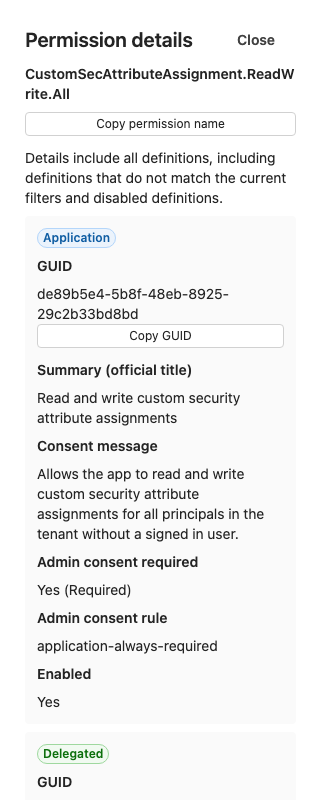 Permission details
Close
CustomSecAttributeAssignment.ReadW
rite.All
Copy permission name
Details include all definitions, including
definitions that do not match the current
filters and disabled definitions.
Application
GUID
de89b5e4-5b8f-48eb-8925-
29c2b33bd8bd
Copy GUID
Summary (official title)
Read and write custom security
attribute assignments
Consent message
Allows the app to read and write
custom security attribute
assignments for all principals in the
tenant without a signed in user.
Admin consent required
Yes (Required)
Admin consent rule
application-always-required
Enabled
Yes
Delegated
GUID